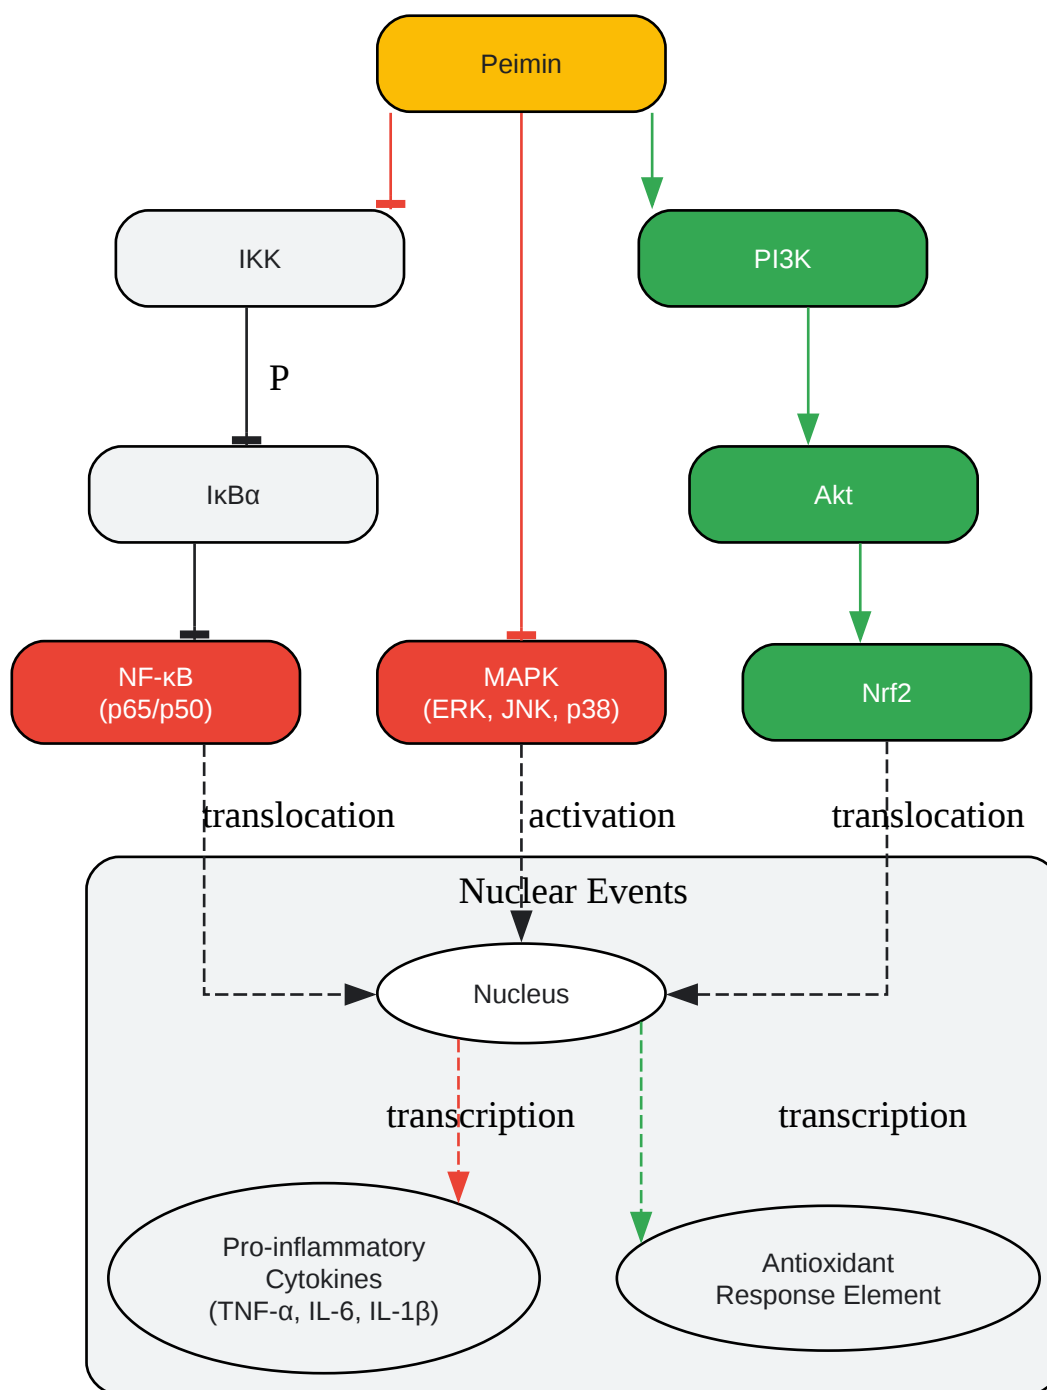 Peimin
IKK
PI3K
P
IκBα
Akt
NF-κB
(p65/p50)
MAPK
(ERK, JNK, p38)
Nrf2
translocation
activation
translocation
Nuclear Events
Nucleus
transcription
transcription
Pro-inflammatory
Cytokines
(TNF-α, IL-6, IL-1β)
Antioxidant
Response Element